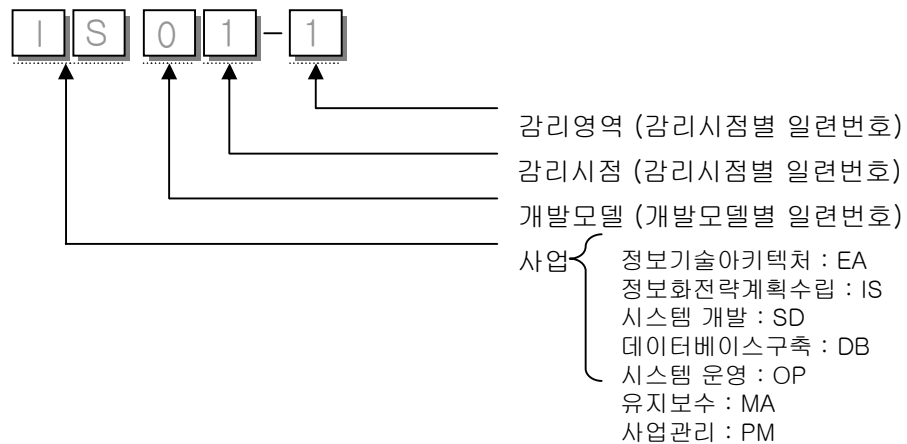 IS01-1
감리영역 (감리시점별 일련번호)
감리시점 (감리시점별 일련번호)
개발모델 (개발모델별 일련번호)
사업
정보기술아키텍처 : EA
정보화전략계획수립 : IS
시스템 개발 : SD
데이터베이스구축 : DB
시스템 운영 : OP
유지보수 : MA
사업관리 : PM